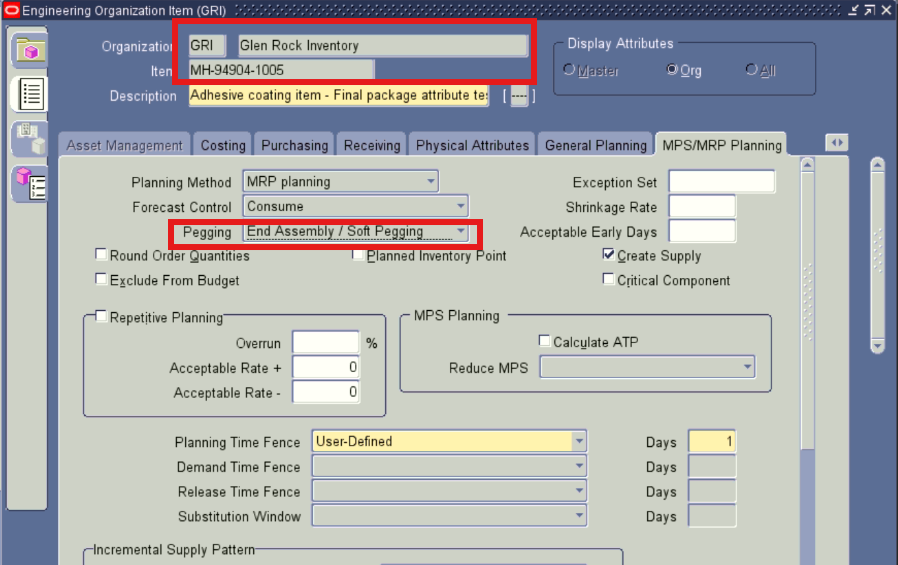 Engineering Organization Item (GRI)
Organization GRI Glen Rock Inventory
Item MH-94904-1005
Description Adhesive coating item - Final package attribute te: [ ---- ]
Display Attributes
Master Org All
Asset Management Costing Purchasing Receiving Physical Attributes General Planning MPS/MRP Planning
Planning Method MRP planning Exception Set
Forecast Control Consume Shrinkage Rate
Pegging End Assembly / Soft Pegging Acceptable Early Days
Round Order Quantities Planned Inventory Point Create Supply
Exclude From Budget Critical Component
Repetitive Planning MPS Planning
Overrun % Calculate ATP
Acceptable Rate + 0 Reduce MPS
Acceptable Rate - 0
Planning Time Fence User-Defined Days 1
Demand Time Fence Days
Release Time Fence Days
Substitution Window Days
Incremental Supply Pattern